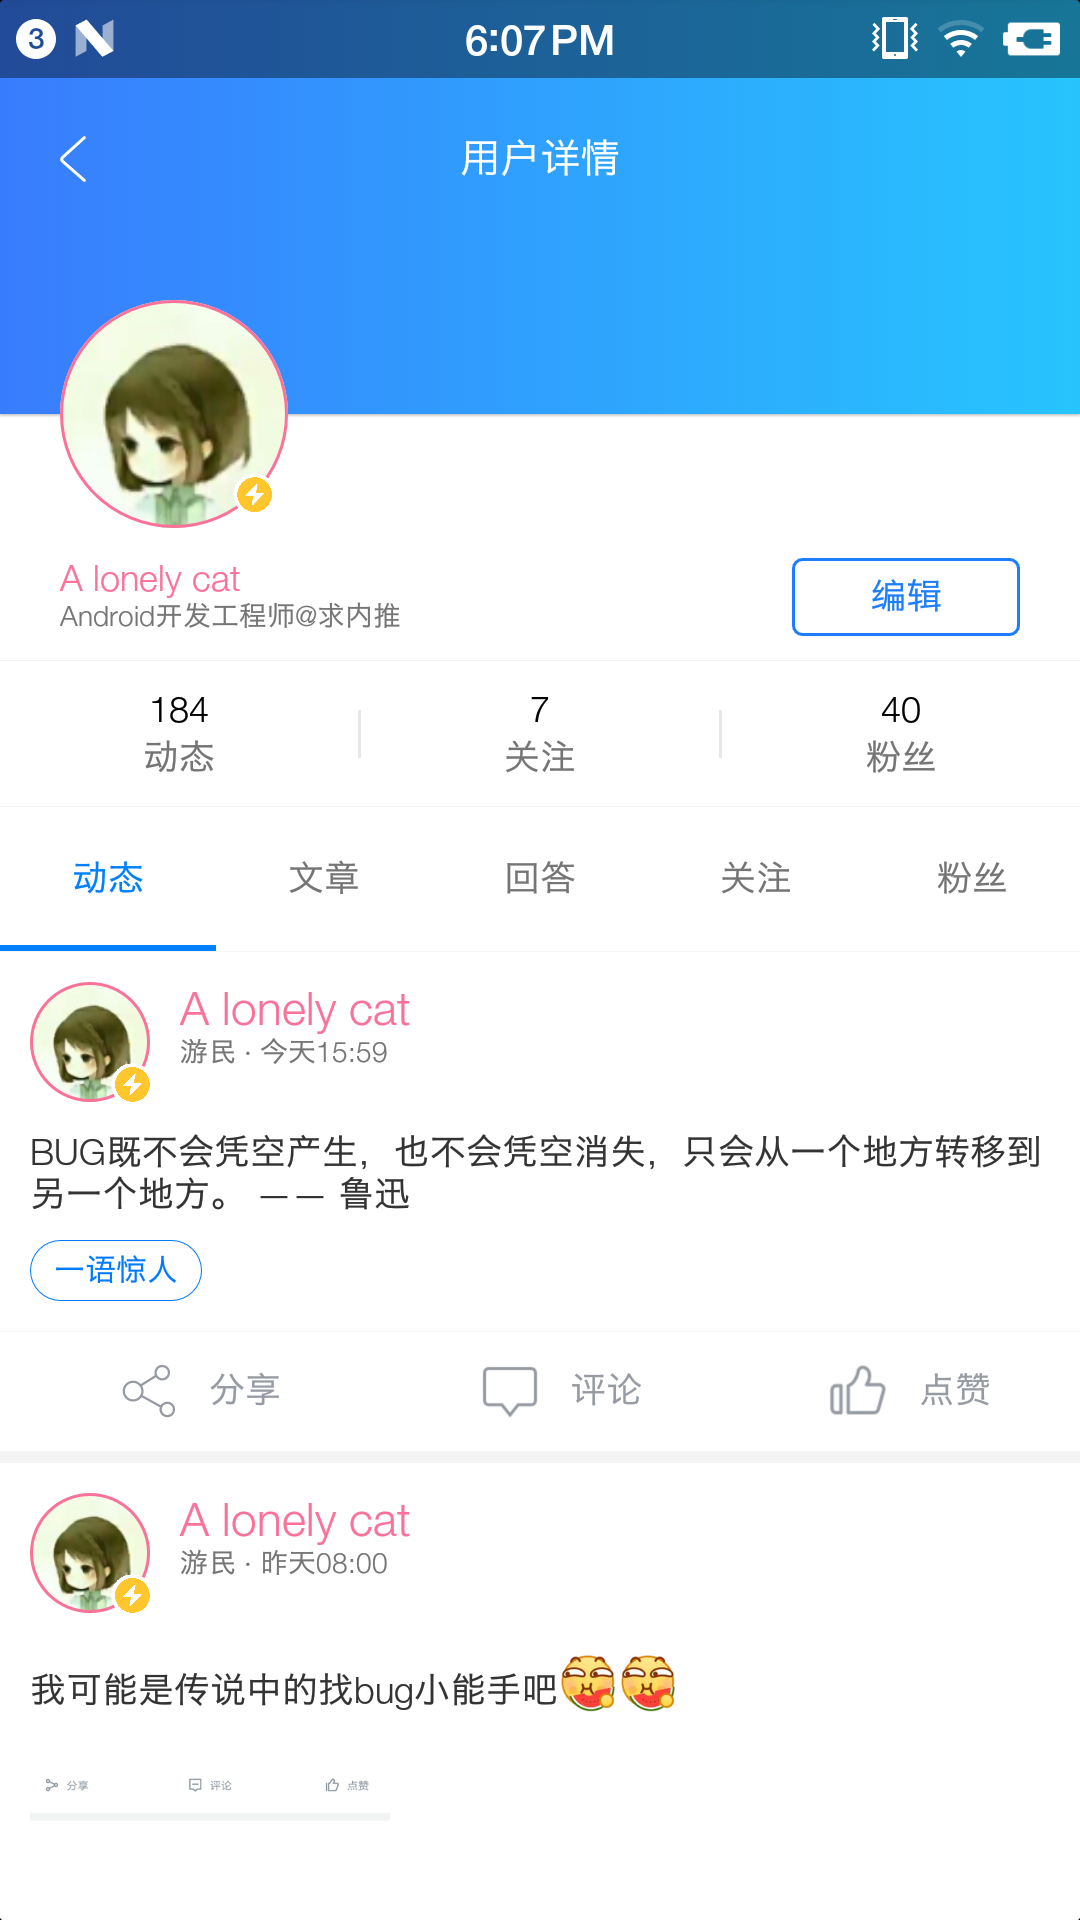 3
6:07 PM
用户详情
A lonely cat
Android开发工程师@求内推
编辑
184
动态
7
关注
40
粉丝
动态
文章
回答
关注
粉丝
A lonely cat
游民 · 今天15:59
BUG既不会凭空产生，也不会凭空消失，只会从一个地方转移到
另一个地方。 —— 鲁迅
一语惊人
分享
评论
点赞
A lonely cat
游民 · 昨天08:00
我可能是传说中的找bug小能手吧
分享
评论
点赞